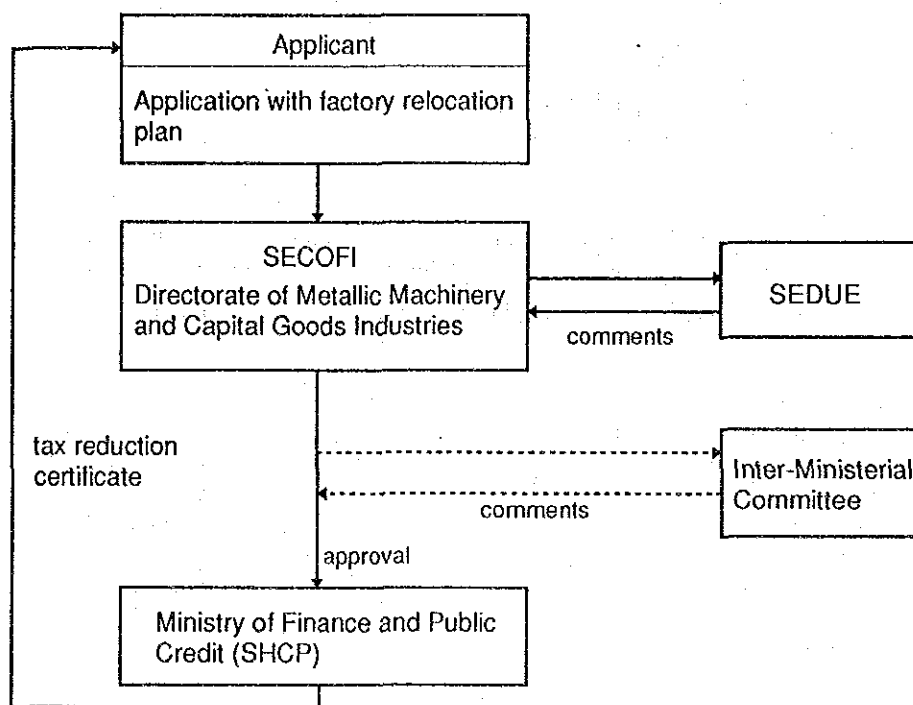 Applicant
Application with factory relocation
plan
SECOFI
Directorate of Metallic Machinery
and Capital Goods Industries
SEDUE
comments
tax reduction
certificate
Inter-Ministerial
Committee
comments
approval
Ministry of Finance and Public
Credit (SHCP)